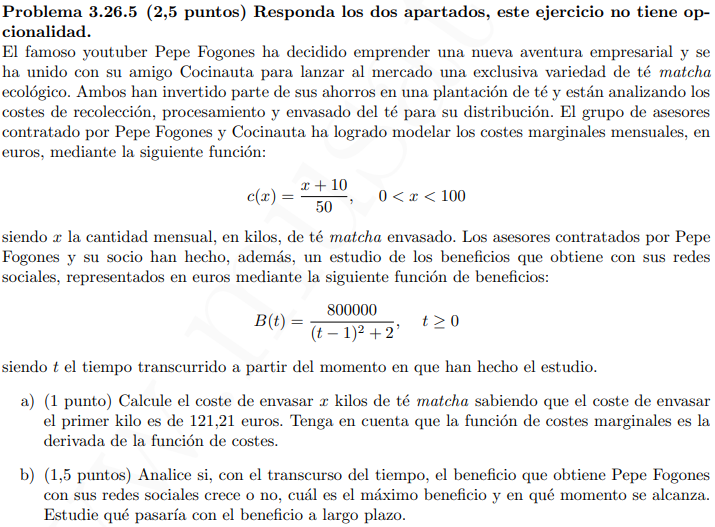 Problema 3.26.5 (2,5 puntos) Responda los dos apartados, este ejercicio no tiene op-
cionalidad.
El famoso youtuber Pepe Fogones ha decidido emprender una nueva aventura empresarial y se
ha unido con su amigo Cocinauta para lanzar al mercado una exclusiva variedad de té matcha
ecológico. Ambos han invertido parte de sus ahorros en una plantación de té y están analizando los
costes de recolección, procesamiento y envasado del té para su distribución. El grupo de asesores
contratado por Pepe Fogones y Cocinauta ha logrado modelar los costes marginales mensuales, en
euros, mediante la siguiente función:
c(x) = (x + 10)/50, 0 < x < 100
siendo x la cantidad mensual, en kilos, de té matcha envasado. Los asesores contratados por Pepe
Fogones y su socio han hecho, además, un estudio de los beneficios que obtiene con sus redes
sociales, representados en euros mediante la siguiente función de beneficios:
B(t) = 800000/((t − 1)² + 2), t ≥ 0
siendo t el tiempo transcurrido a partir del momento en que han hecho el estudio.
a) (1 punto) Calcule el coste de envasar x kilos de té matcha sabiendo que el coste de envasar
el primer kilo es de 121,21 euros. Tenga en cuenta que la función de costes marginales es la
derivada de la función de costes.
b) (1,5 puntos) Analice si, con el transcurso del tiempo, el beneficio que obtiene Pepe Fogones
con sus redes sociales crece o no, cuál es el máximo beneficio y en qué momento se alcanza.
Estudie qué pasaría con el beneficio a largo plazo.